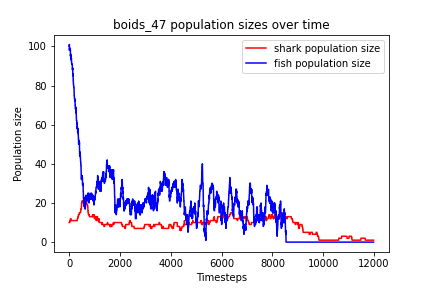 boids_47 population sizes over time
shark population size
fish population size
Population size
100
80
60
40
20
0
0 2000 4000 6000 8000 10000 12000
Timesteps